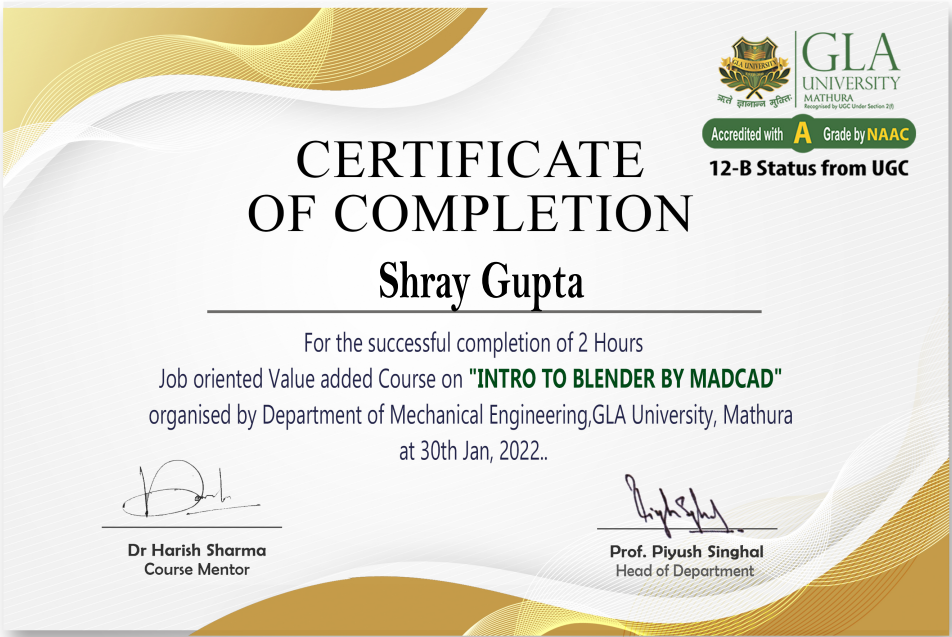 GLA UNIVERSITY
ऋते ज्ञानान्न मुक्तिः
GLA
UNIVERSITY
MATHURA
Recognised by UGC Under Section 2(f)
Accredited with A Grade by NAAC
12-B Status from UGC
CERTIFICATE
OF COMPLETION
Shray Gupta
For the successful completion of 2 Hours
Job oriented Value added Course on "INTRO TO BLENDER BY MADCAD"
organised by Department of Mechanical Engineering,GLA University, Mathura
at 30th Jan, 2022..
Dr Harish Sharma
Course Mentor
Prof. Piyush Singhal
Head of Department